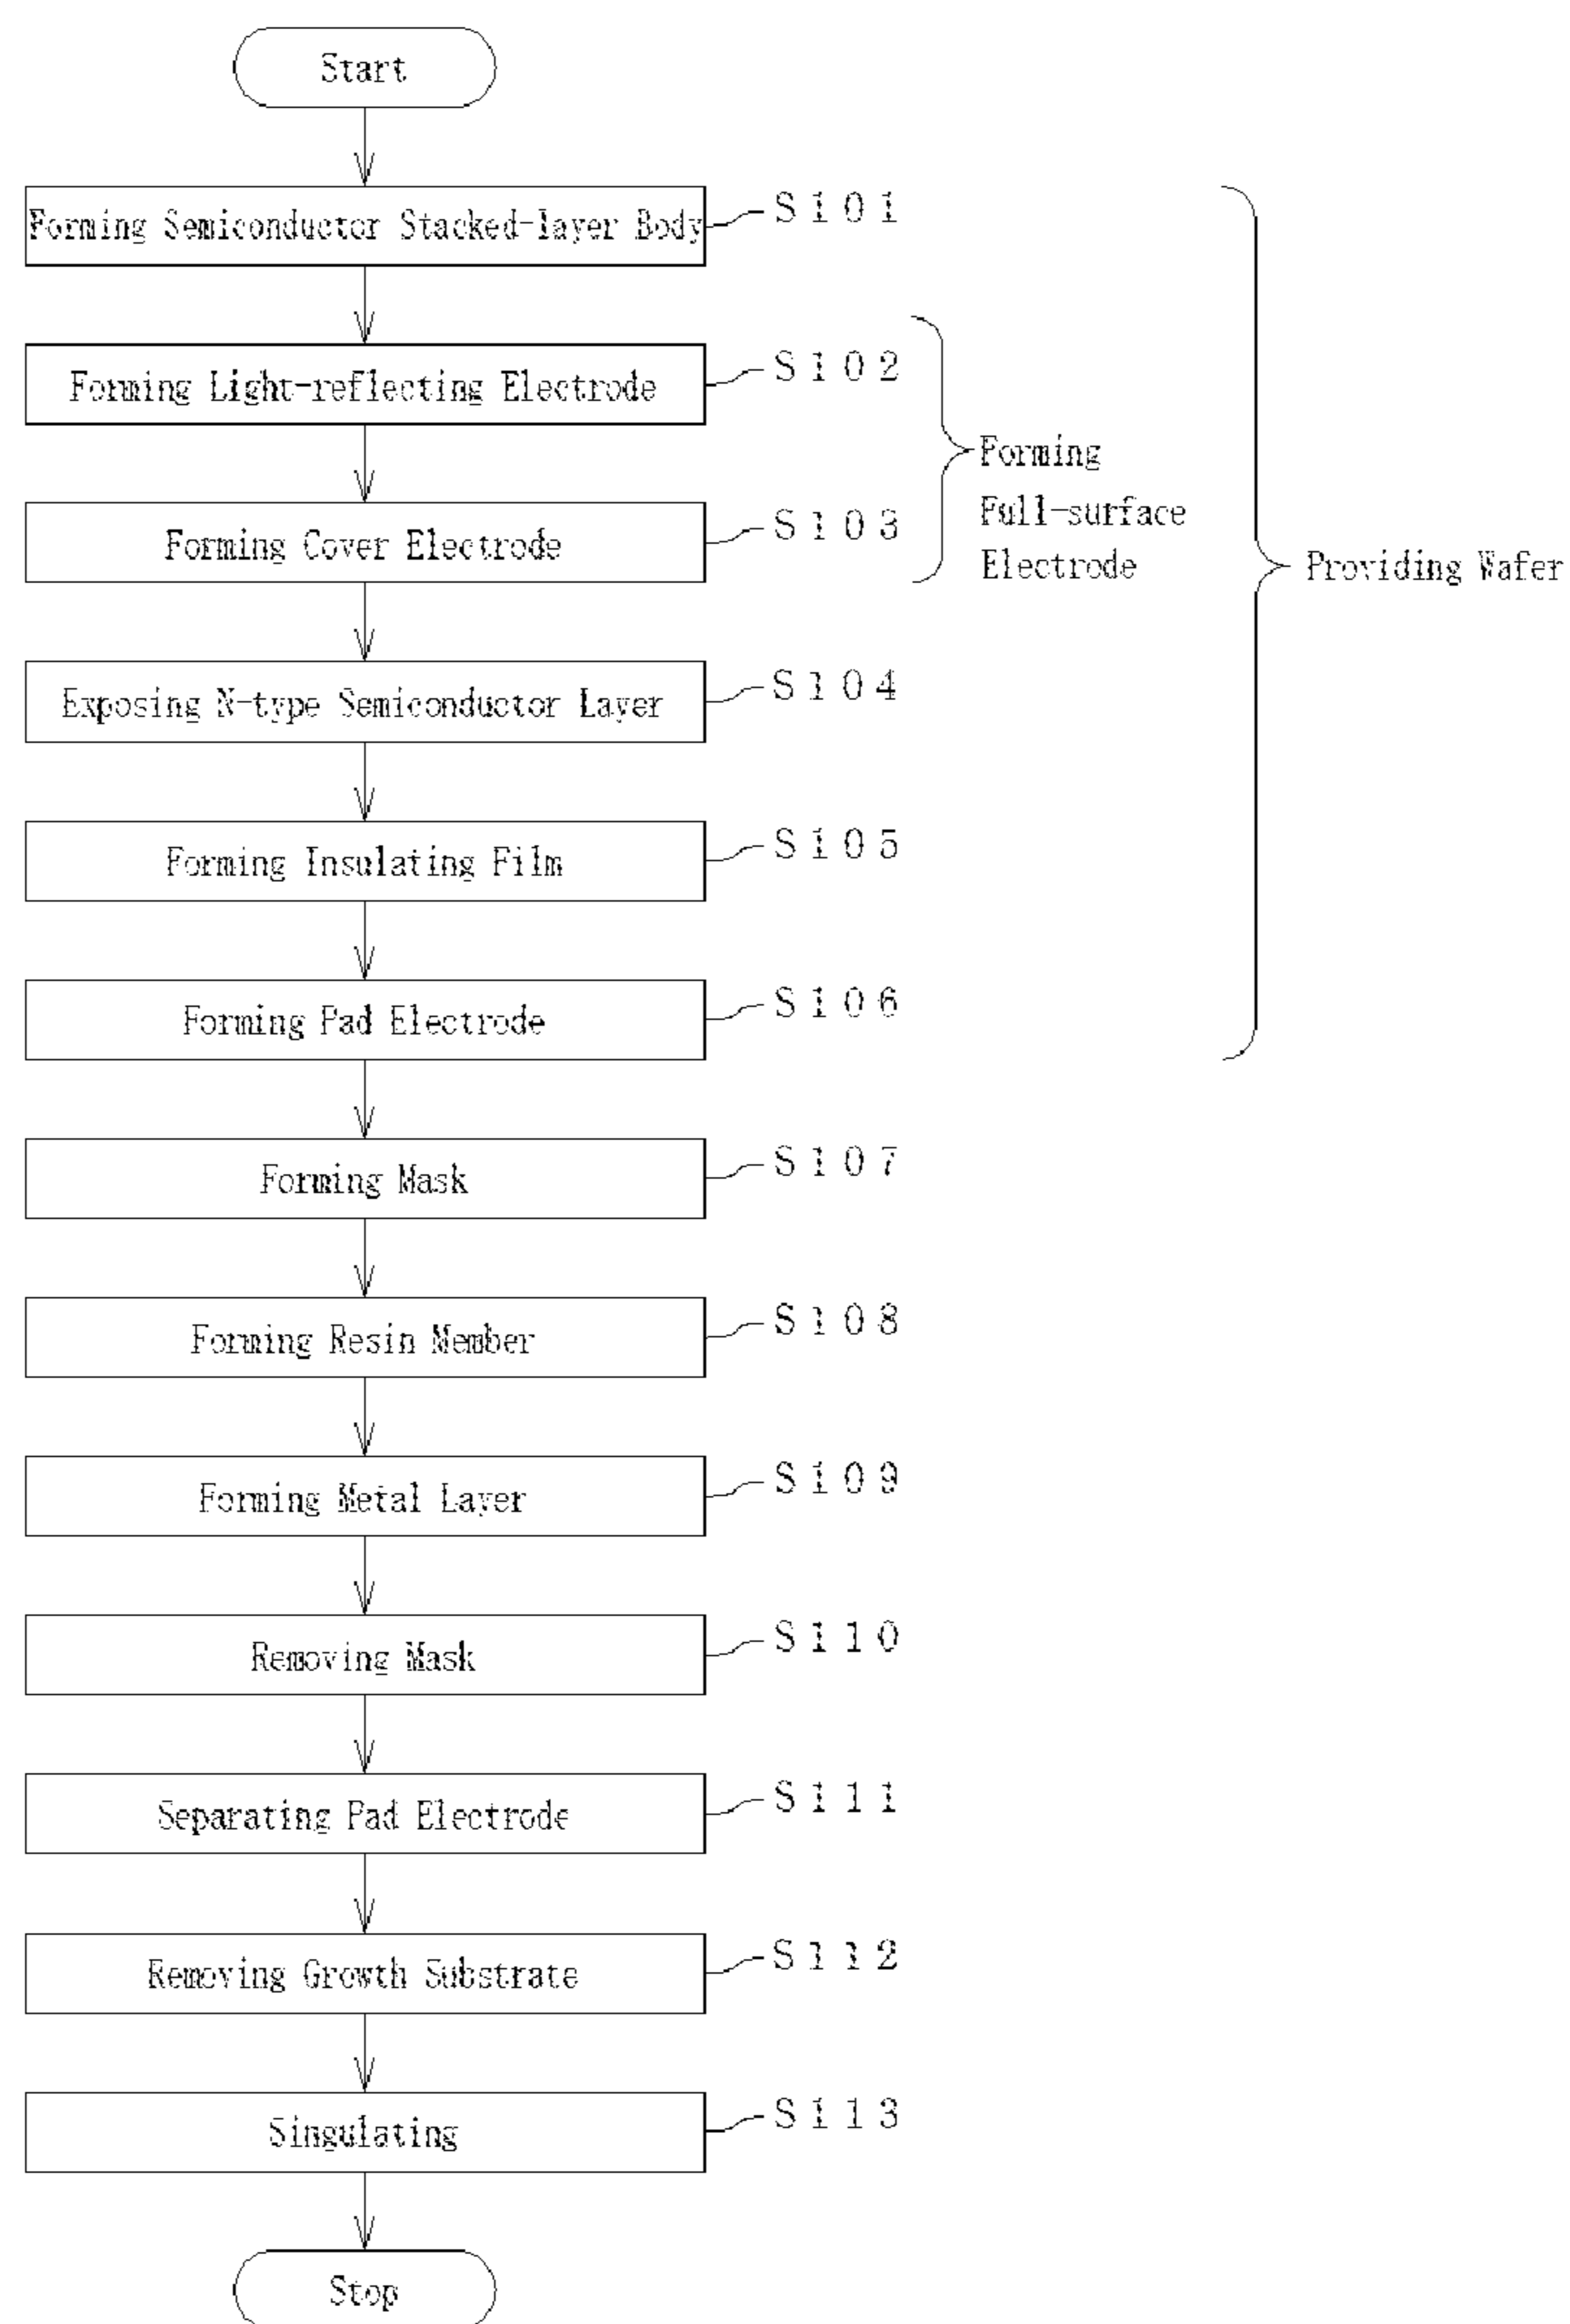 Start
Forming Semiconductor Stacked-layer Body S101
Forming Light-reflecting Electrode S102
Forming Cover Electrode S103
Forming
Full-surface
Electrode
Providing Wafer
Exposing N-type Semiconductor Layer S104
Forming Insulating Film S105
Forming Pad Electrode S106
Forming Mask S107
Forming Resin Member S108
Forming Metal Layer S109
Removing Mask S110
Separating Pad Electrode S111
Removing Growth Substrate S112
Singulating S113
Stop